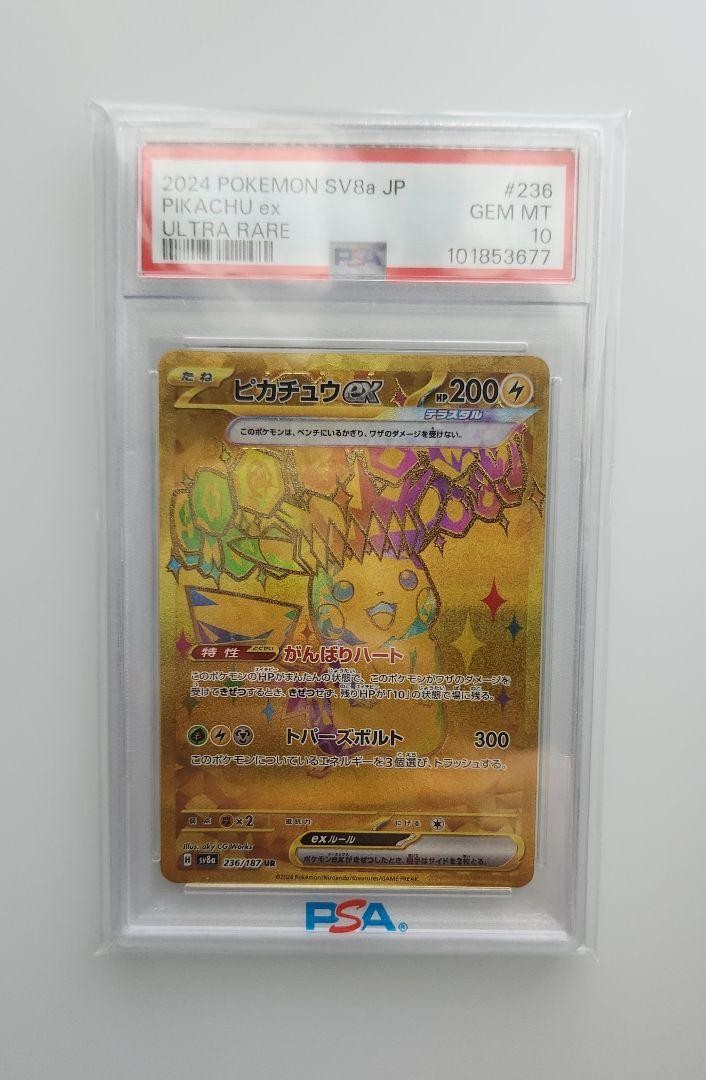 2024 POKEMON SV8a JP #236
PIKACHU ex GEM MT
ULTRA RARE 10
PSA 101853677
たね ピカチュウex HP200
テラスタル
このポケモンは、ベンチにいるかぎり、ワザのダメージを受けない。
特性 とくせい がんばりハート
このポケモンのHPがまんたんの状態で、このポケモンがワザのダメージを
受けてきぜつするとき、きぜつせず、残りHPが「10」の状態で場に残る。
トパーズボルト 300
このポケモンについているエネルギーを3個選び、トラッシュする。
弱点 ×2 抵抗力 にげる
Illus. aky CG Works
exルール
ポケモンexがきぜつしたとき、相手はサイドを2枚とる。
H sv8a 236/187 UR
©2024 Pokémon/Nintendo/Creatures/GAME FREAK.
PSA®